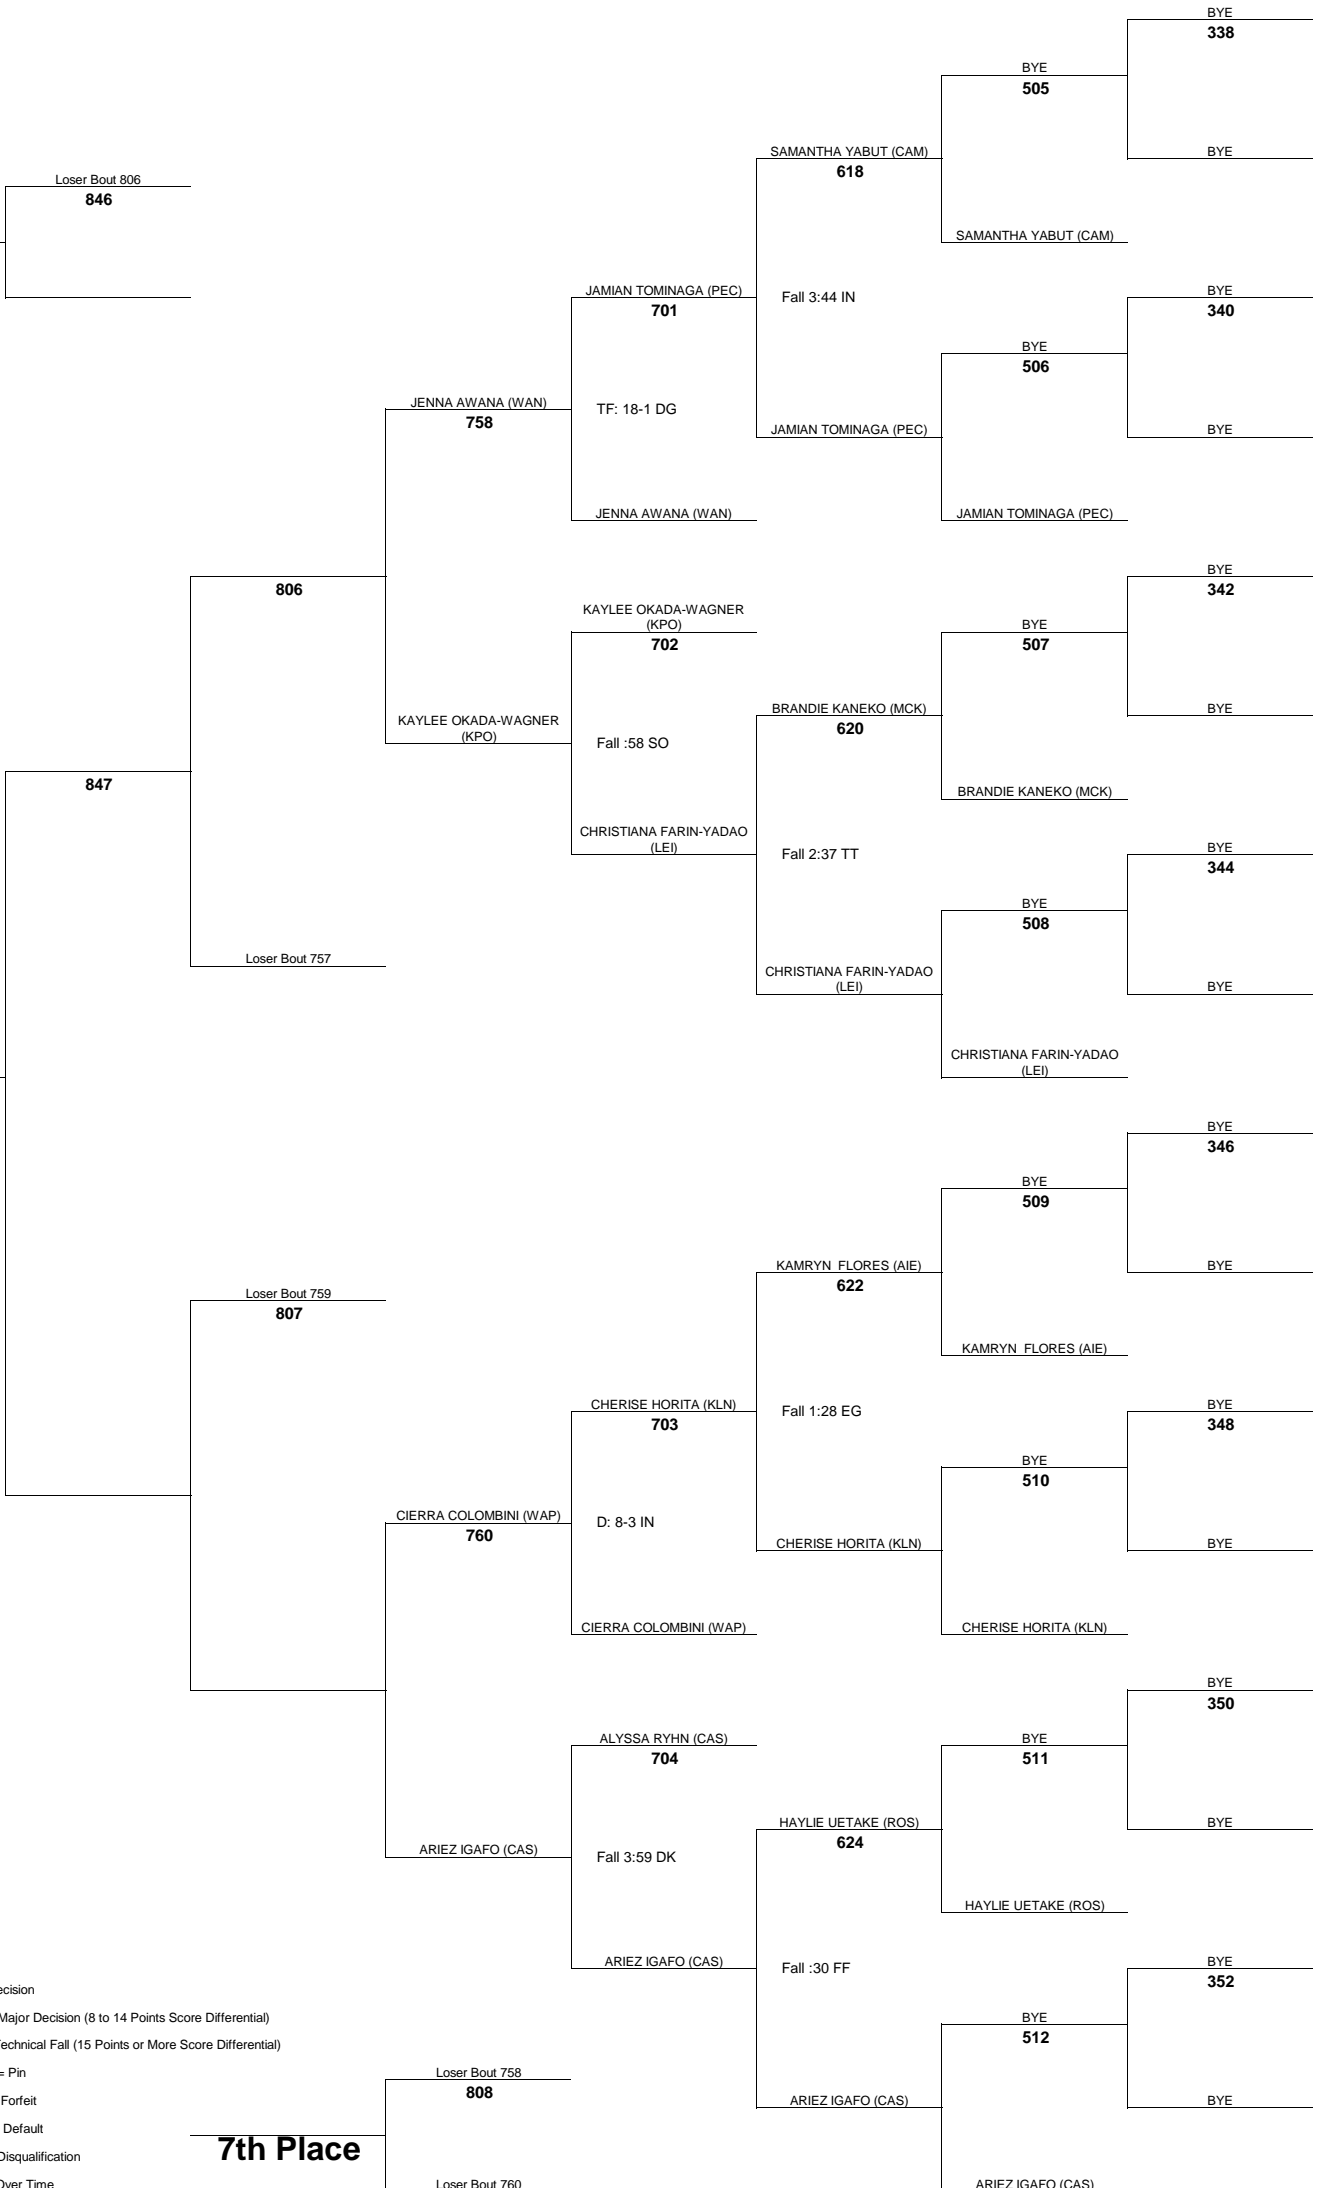 BYE
338
BYE
505
SAMANTHA YABUT (CAM)
618
BYE
Loser Bout 806
846
SAMANTHA YABUT (CAM)
JAMIAN TOMINAGA (PEC)
701
Fall 3:44 IN
BYE
340
BYE
506
JENNA AWANA (WAN)
758
TF: 18-1 DG
JAMIAN TOMINAGA (PEC)
BYE
JENNA AWANA (WAN)
JAMIAN TOMINAGA (PEC)
806
BYE
342
KAYLEE OKADA-WAGNER
(KPO)
702
BYE
507
KAYLEE OKADA-WAGNER
(KPO)
Fall :58 SO
BRANDIE KANEKO (MCK)
620
BYE
847
BRANDIE KANEKO (MCK)
CHRISTIANA FARIN-YADAO
(LEI)
Fall 2:37 TT
BYE
344
BYE
508
Loser Bout 757
CHRISTIANA FARIN-YADAO
(LEI)
BYE
CHRISTIANA FARIN-YADAO
(LEI)
BYE
346
BYE
509
Loser Bout 759
807
KAMRYN  FLORES (AIE)
622
BYE
KAMRYN  FLORES (AIE)
CHERISE HORITA (KLN)
703
Fall 1:28 EG
BYE
348
BYE
510
CIERRA COLOMBINI (WAP)
760
D: 8-3 IN
CHERISE HORITA (KLN)
BYE
CIERRA COLOMBINI (WAP)
CHERISE HORITA (KLN)
BYE
350
ALYSSA RYHN (CAS)
704
BYE
511
ARIEZ IGAFO (CAS)
Fall 3:59 DK
HAYLIE UETAKE (ROS)
624
BYE
HAYLIE UETAKE (ROS)
ARIEZ IGAFO (CAS)
Fall :30 FF
BYE
352
ecision
Major Decision (8 to 14 Points Score Differential)
BYE
512
echnical Fall (15 Points or More Score Differential)
= Pin
Loser Bout 758
808
Forfeit
ARIEZ IGAFO (CAS)
BYE
Default
7th Place
Disqualification
Over Time
Loser Bout 760
ARIEZ IGAFO (CAS)